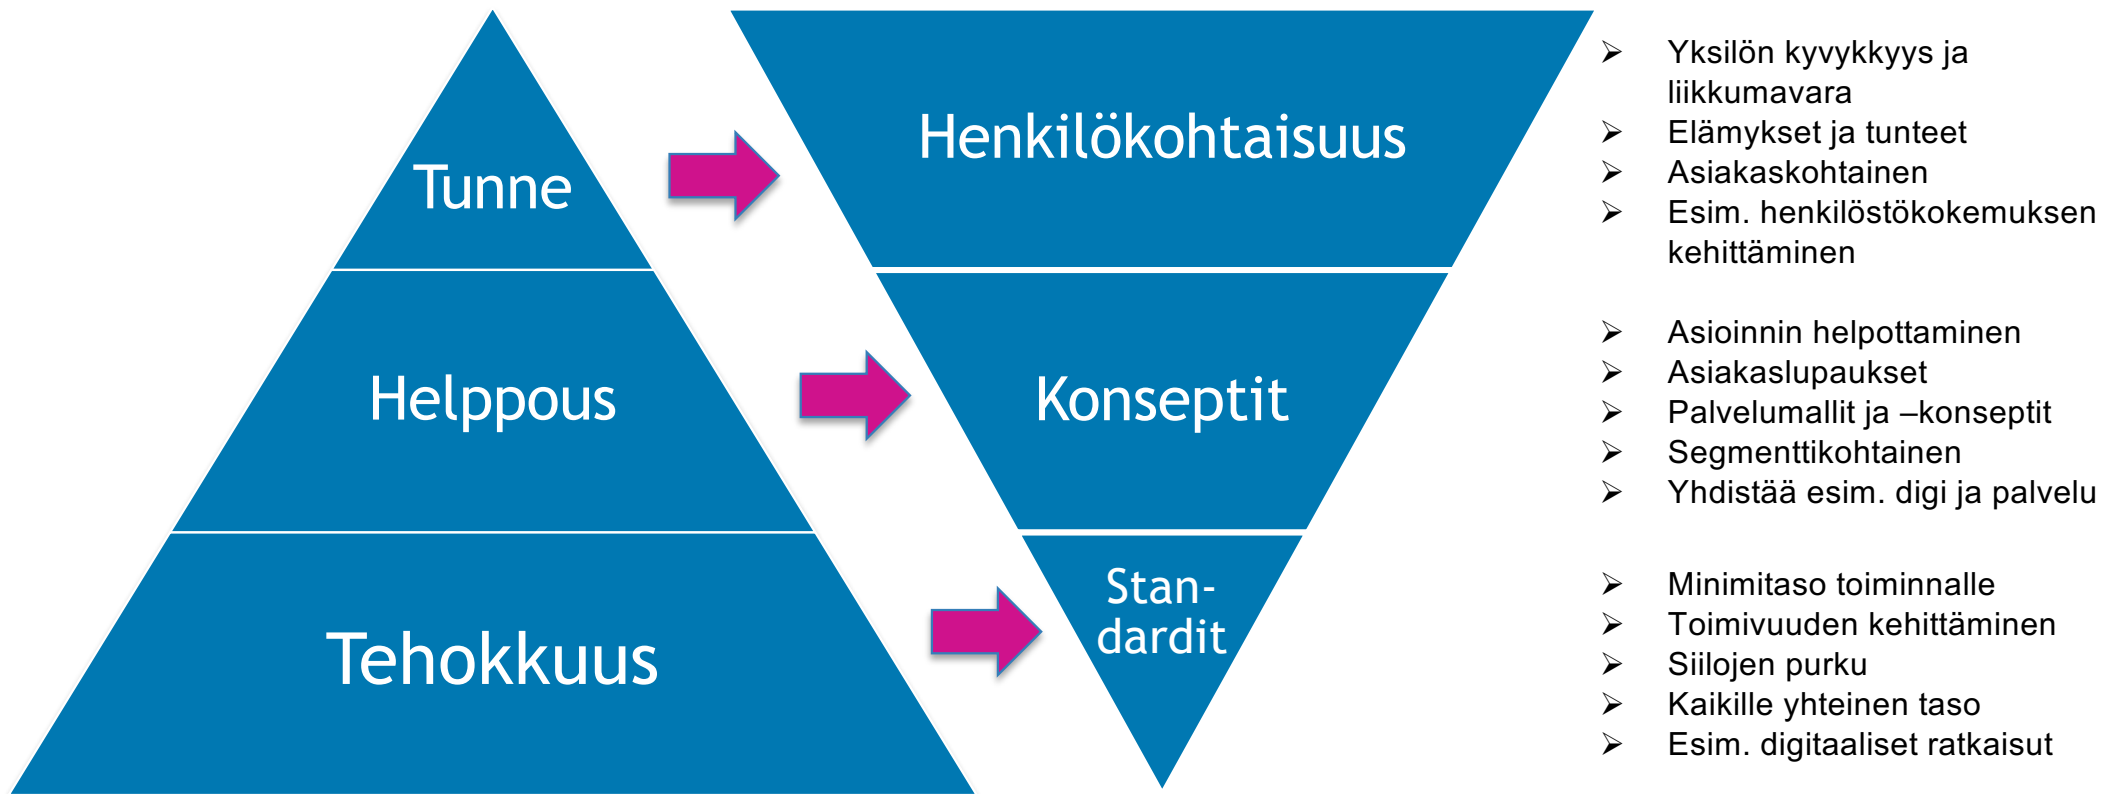 Tunne
Helppous
Tehokkuus
Henkilökohtaisuus
Konseptit
Stan-
dardit
➢ Yksilön kyvykkyys ja
liikkumavara
➢ Elämykset ja tunteet
➢ Asiakaskohtainen
➢ Esim. henkilöstökokemuksen
kehittäminen
➢ Asioinnin helpottaminen
➢ Asiakaslupaukset
➢ Palvelumallit ja –konseptit
➢ Segmenttikohtainen
➢ Yhdistää esim. digi ja palvelu
➢ Minimitaso toiminnalle
➢ Toimivuuden kehittäminen
➢ Siilojen purku
➢ Kaikille yhteinen taso
➢ Esim. digitaaliset ratkaisut